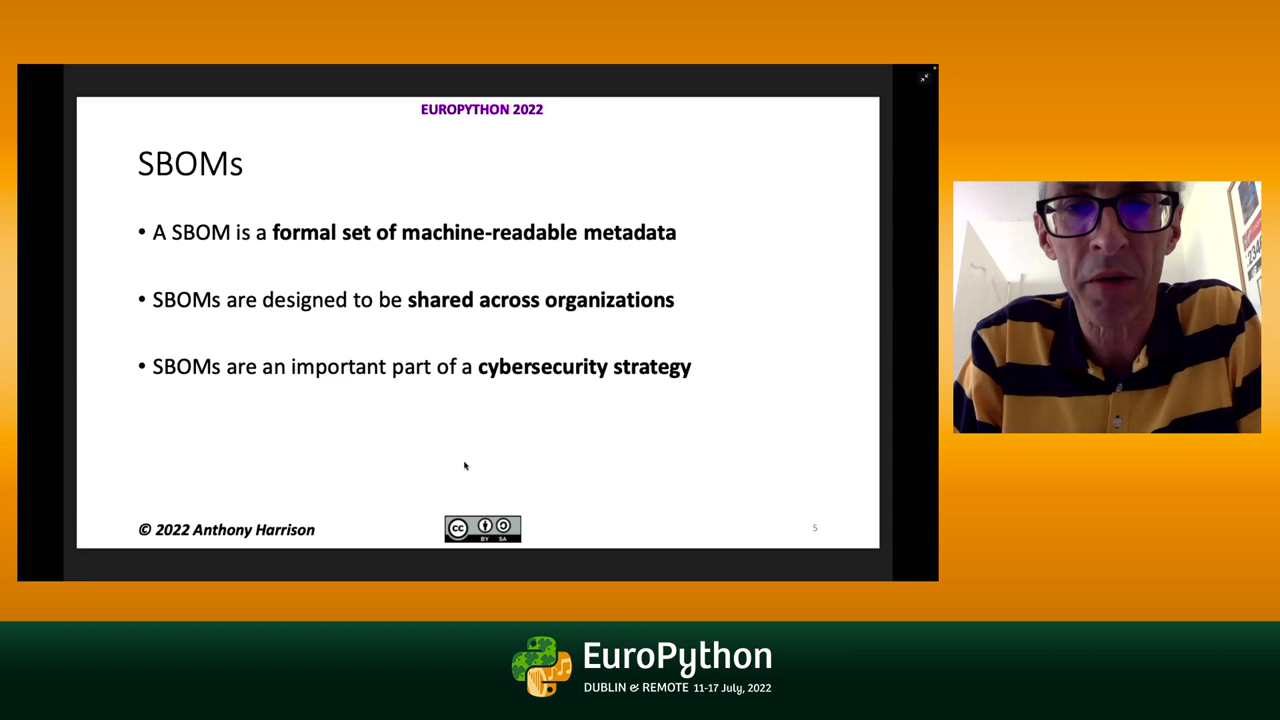 EUROPYTHON 2022
SBOMs
• A SBOM is a formal set of machine-readable metadata
• SBOMs are designed to be shared across organizations
• SBOMs are an important part of a cybersecurity strategy
© 2022 Anthony Harrison
cc
BY SA
5
234
EuroPython
DUBLIN & REMOTE 11-17 July, 2022